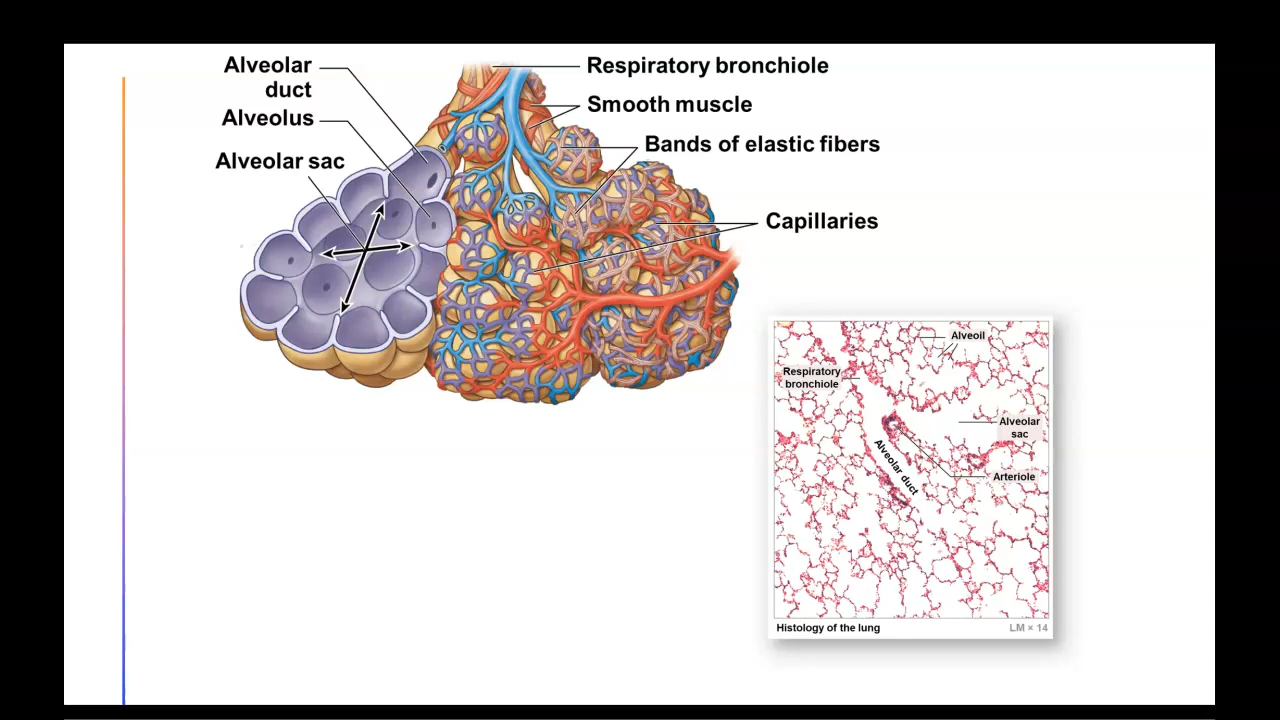 Alveolar
duct
Alveolus
Alveolar sac
Respiratory bronchiole
Smooth muscle
Bands of elastic fibers
Capillaries
Alveoil
Respiratory
bronchiole
Alveolar
sac
Alveolar duct
Arteriole
Histology of the lung
LM × 14